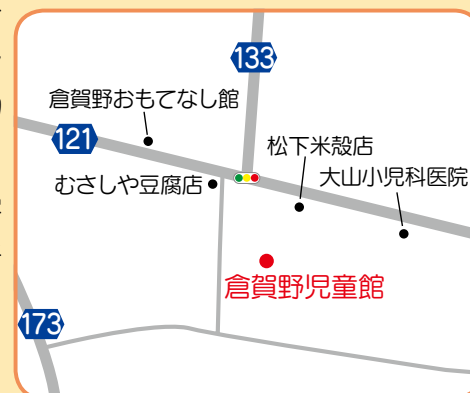 133
倉賀野おもてなし館
121
松下米殻店
むさしや豆腐店
大山小児科医院
倉賀野児童館
173